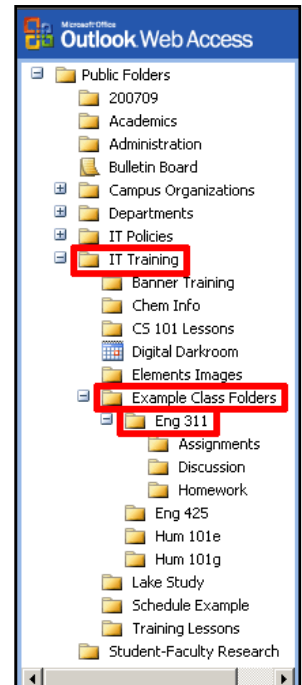 Microsoft Office
Outlook Web Access
Public Folders
200709
Academics
Administration
Bulletin Board
Campus Organizations
Departments
IT Policies
IT Training
Banner Training
Chem Info
CS 101 Lessons
Digital Darkroom
Elements Images
Example Class Folders
Eng 311
Assignments
Discussion
Homework
Eng 425
Hum 101e
Hum 101g
Lake Study
Schedule Example
Training Lessons
Student-Faculty Research